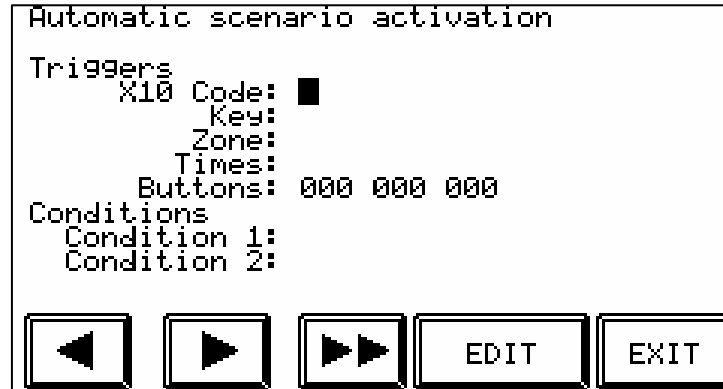 Automatic scenario activation
Triggers
X10 Code:
Key:
Zone:
Times:
Buttons: 000 000 000
Conditions
Condition 1:
Condition 2:
EDIT EXIT